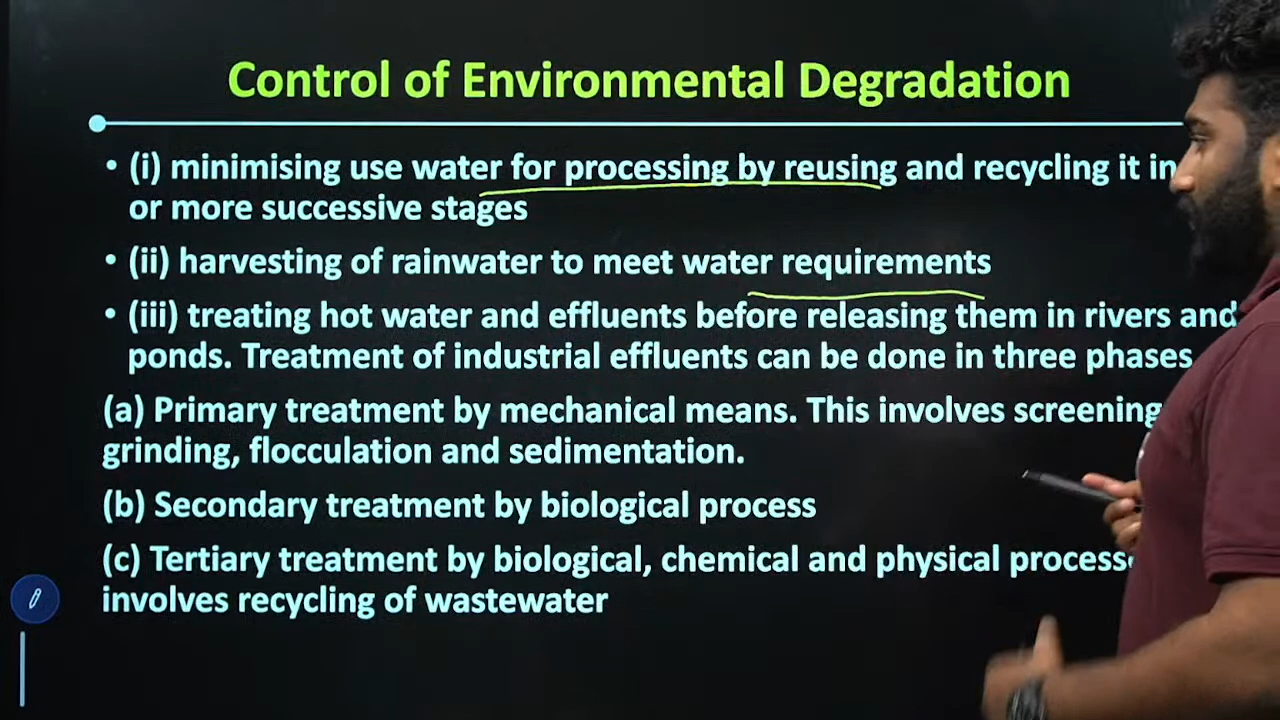 Control of Environmental Degradation
• (i) minimising use water for processing by reusing and recycling it in
or more successive stages
• (ii) harvesting of rainwater to meet water requirements
• (iii) treating hot water and effluents before releasing them in rivers and
ponds. Treatment of industrial effluents can be done in three phases
(a) Primary treatment by mechanical means. This involves screening
grinding, flocculation and sedimentation.
(b) Secondary treatment by biological process
(c) Tertiary treatment by biological, chemical and physical
involves recycling of wastewater